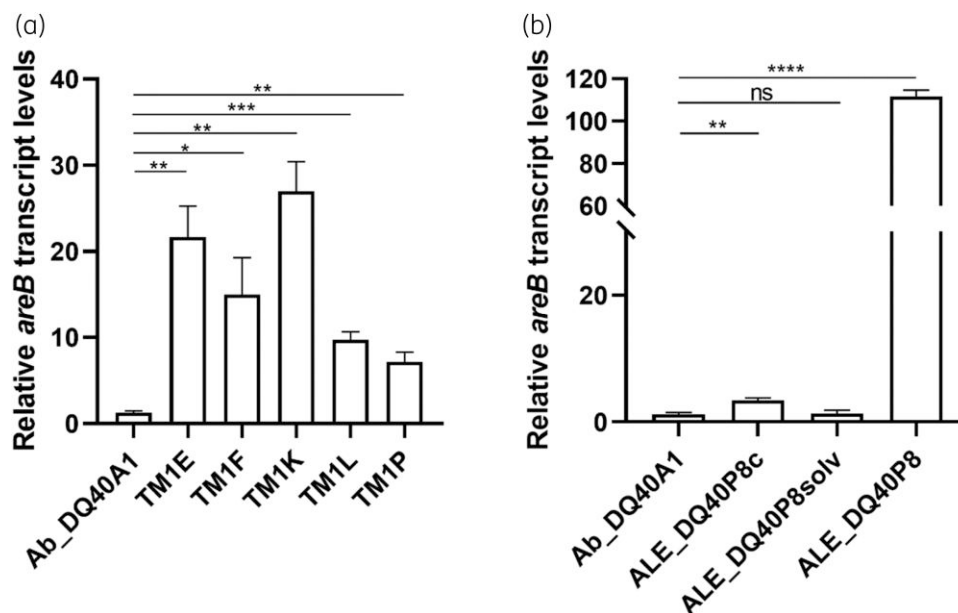 (a)
Relative areB transcript levels
40
30
20
10
0
**
***
**
*
**
Ab_DQ40A1
TM1E
TM1F
TM1K
TM1L
TM1P
(b)
Relative areB transcript levels
120
100
80
60
20
0
****
ns
**
Ab_DQ40A1
ALE_DQ40P8c
ALE_DQ40P8solv
ALE_DQ40P8